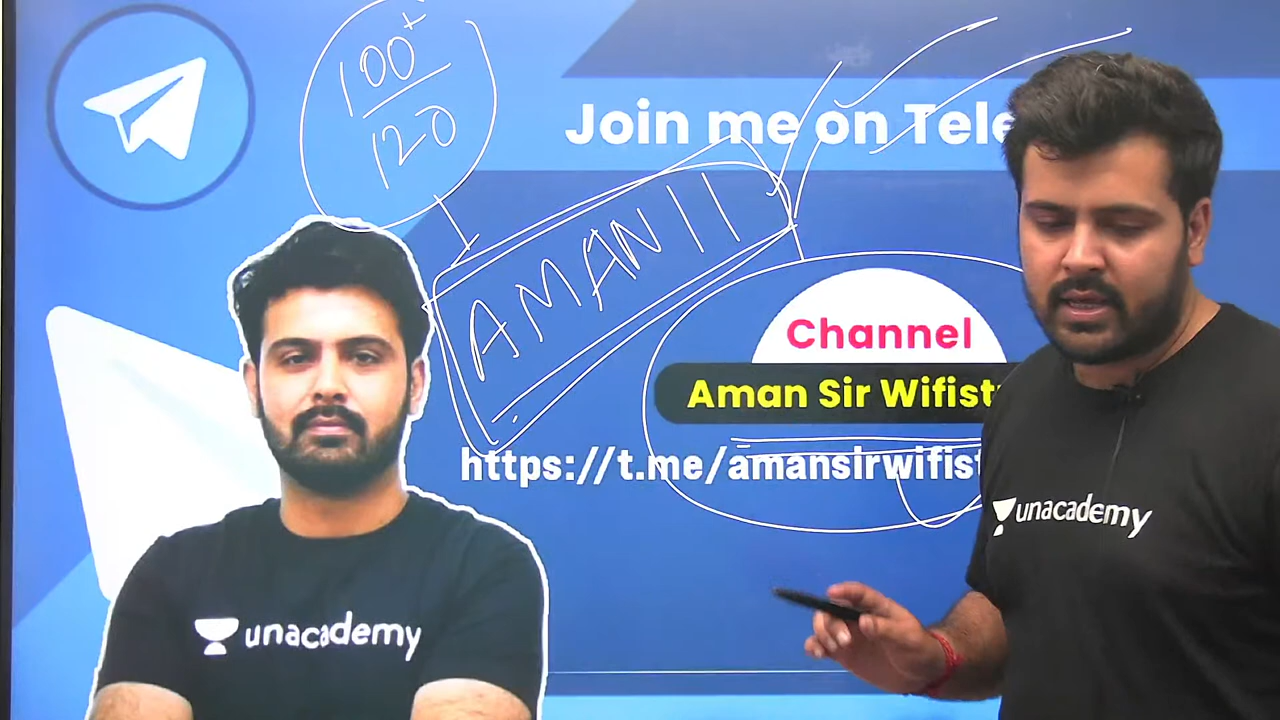 100+
120
Join me on Tele
AMAN11
Channel
Aman Sir Wifist
https://t.me/amansirwifist
unacademy
unacademy